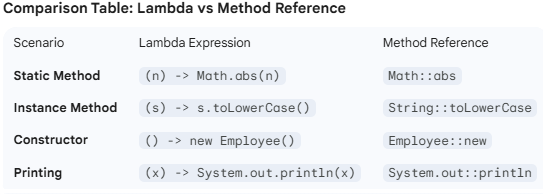 Comparison Table: Lambda vs Method Reference
Scenario Lambda Expression Method Reference
Static Method (n) -> Math.abs(n) Math::abs
Instance Method (s) -> s.toLowerCase() String::toLowerCase
Constructor () -> new Employee() Employee::new
Printing (x) -> System.out.println(x) System.out::println